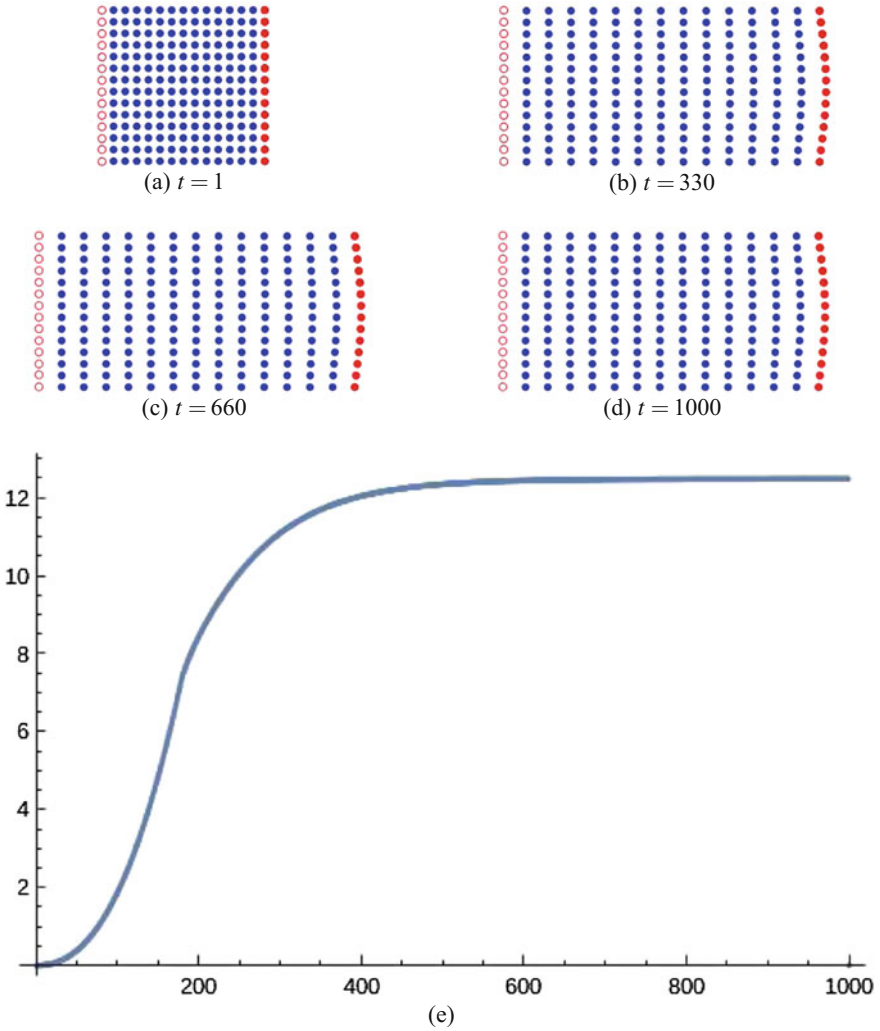 (a) t = 1
(b) t = 330
(c) t = 660
(d) t = 1000
12
10
8
6
4
2
200 400 600 800 1000
(e)